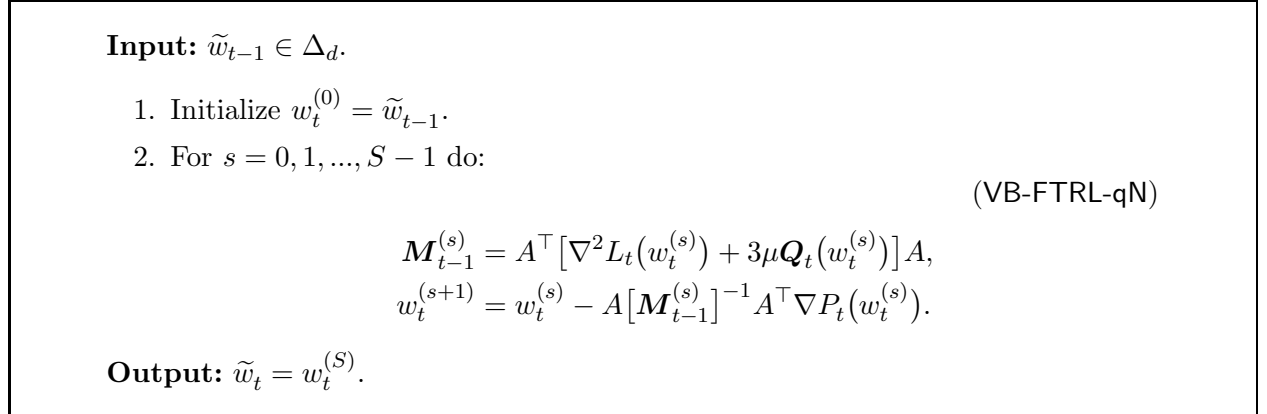 Input: w̃_{t−1} ∈ Δ_d.
1. Initialize w_t^{(0)} = w̃_{t−1}.
2. For s = 0, 1, ..., S − 1 do:
(VB-FTRL-qN)
M_{t−1}^{(s)} = A^⊤[∇²L_t(w_t^{(s)}) + 3μQ_t(w_t^{(s)})]A,
w_t^{(s+1)} = w_t^{(s)} − A[M_{t−1}^{(s)}]^{−1}A^⊤∇P_t(w_t^{(s)}).
Output: w̃_t = w_t^{(S)}.